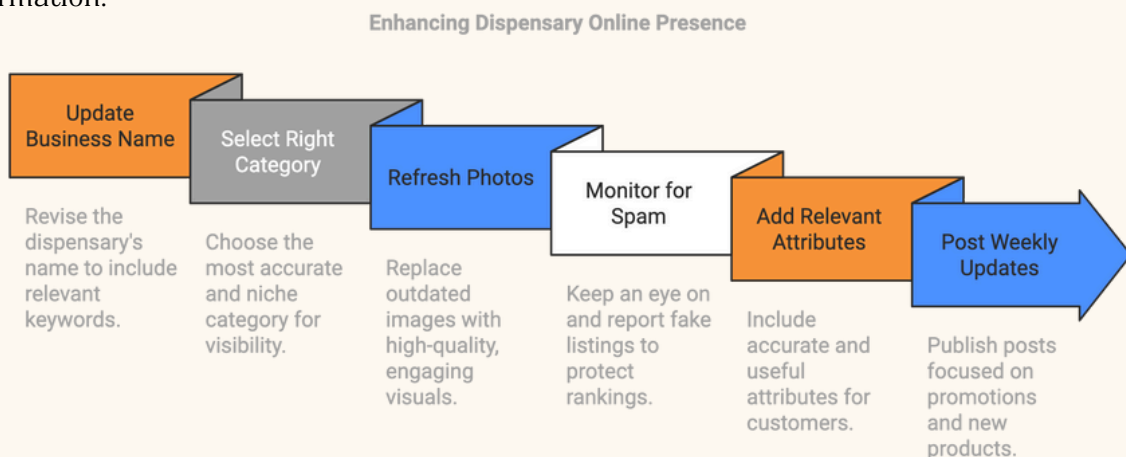 Enhancing Dispensary Online Presence
Update
Business Name
Revise the
dispensary's
name to include
relevant
keywords.
Select Right
Category
Choose the
most accurate
and niche
category for
visibility.
Refresh Photos
Replace
outdated
images with
high-quality,
engaging
visuals.
Monitor for
Spam
Keep an eye on
and report fake
listings to
protect
rankings.
Add Relevant
Attributes
Include
accurate and
useful
attributes for
customers.
Post Weekly
Updates
Publish posts
focused on
promotions
and new
products.